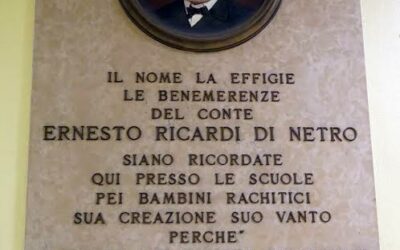 IL NOME LA EFFIGIE
LE BENEMERENZE
DEL CONTE
ERNESTO RICARDI DI NETRO
SIANO RICORDATE
QUI PRESSO LE SCUOLE
PEI BAMBINI RACHITICI
SUA CREAZIONE SUO VANTO
PERCHE"